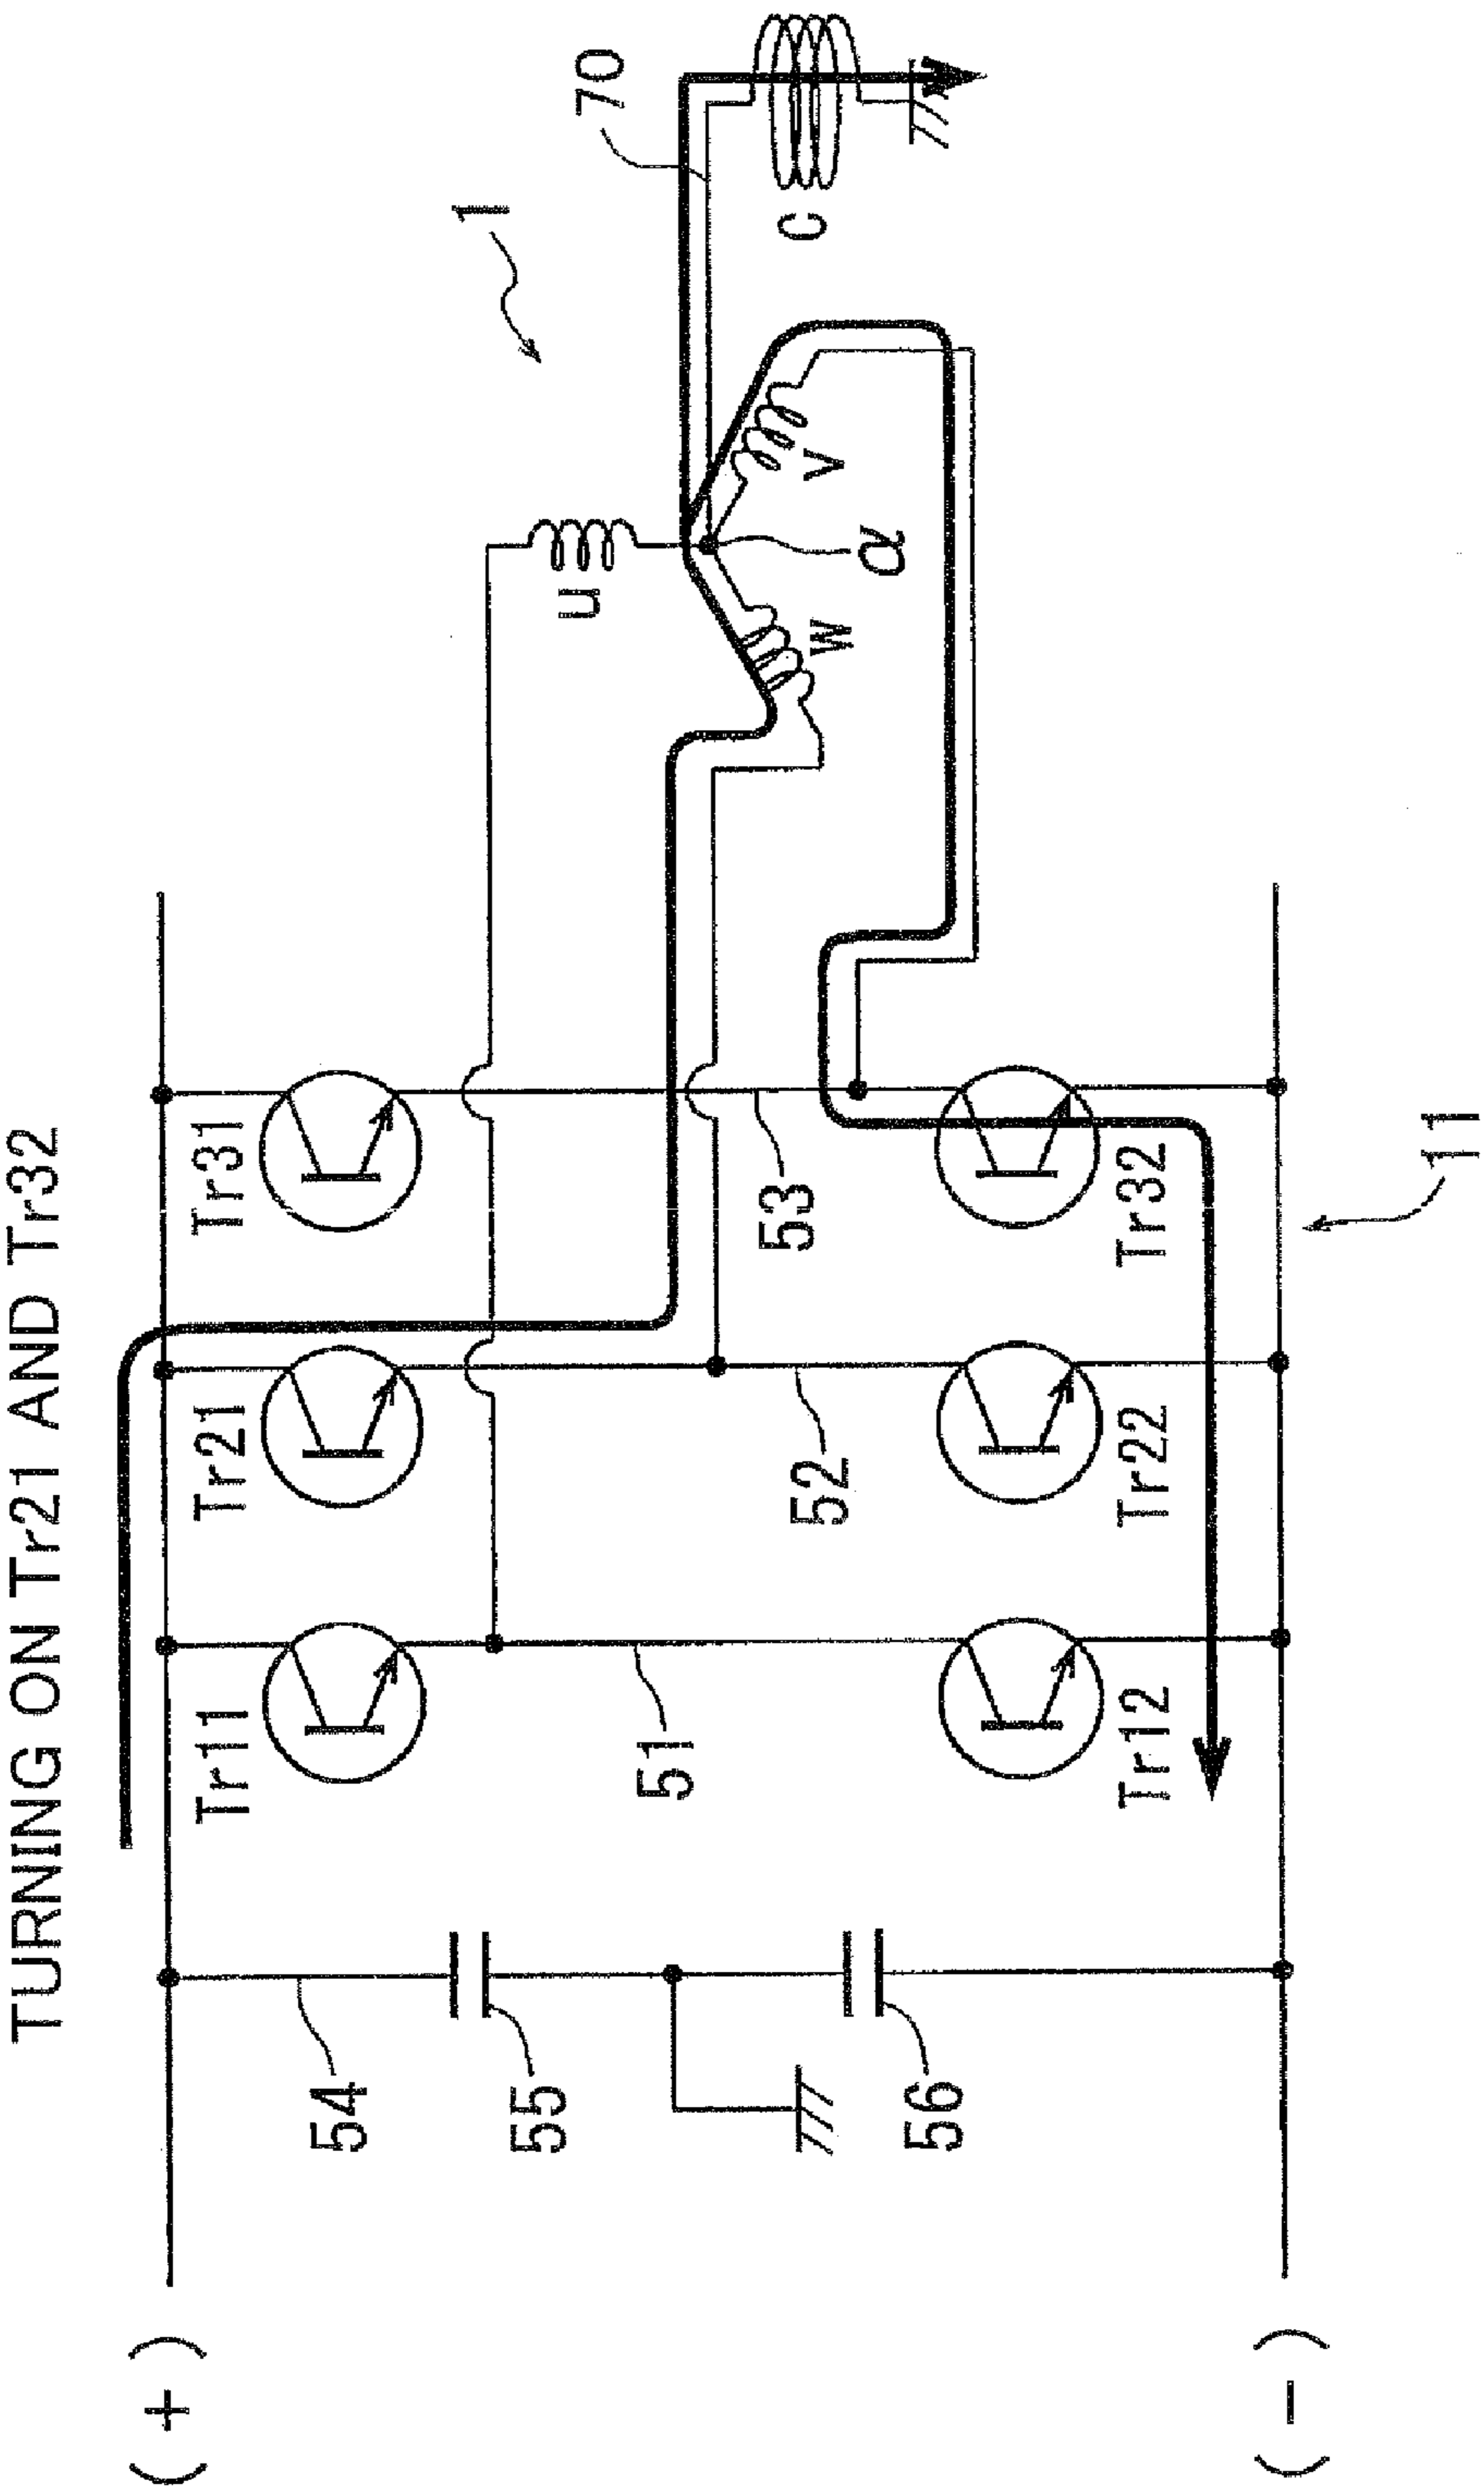 TURNING ON Tr21 AND Tr32
(+)
54
55
56
Tr11
Tr21
Tr31
51
52
53
Tr12
Tr22
Tr32
u
w
v
α
1
70
C
11
(-)